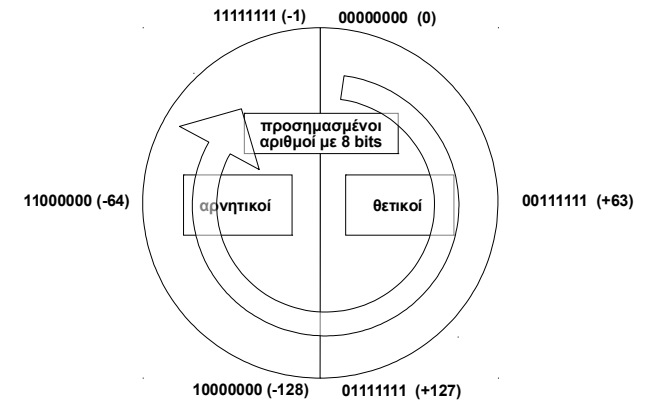 11111111 (-1) 00000000 (0)
προσημασμένοι
αριθμοί με 8 bits
11000000 (-64) αρνητικοί θετικοί 00111111 (+63)
10000000 (-128) 01111111 (+127)